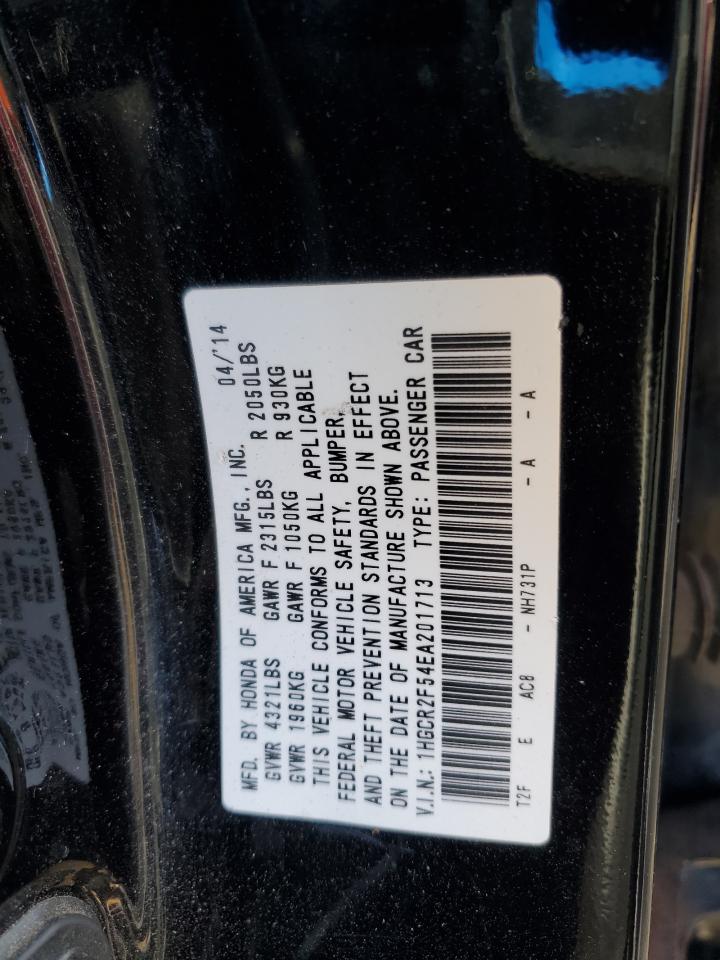 MFD. BY HONDA OF AMERICA MFG., INC. 04/'14
GVWR 4321LBS GAWR F 2315LBS R 2050LBS
GVWR 1960KG GAWR F 1050KG R 930KG
THIS VEHICLE CONFORMS TO ALL APPLICABLE
FEDERAL MOTOR VEHICLE SAFETY, BUMPER,
AND THEFT PREVENTION STANDARDS IN EFFECT
ON THE DATE OF MANUFACTURE SHOWN ABOVE.
V.I.N.: 1HGCR2F54EA201713 TYPE: PASSENGER CAR
T2F E AC8 - NH731P - A - A